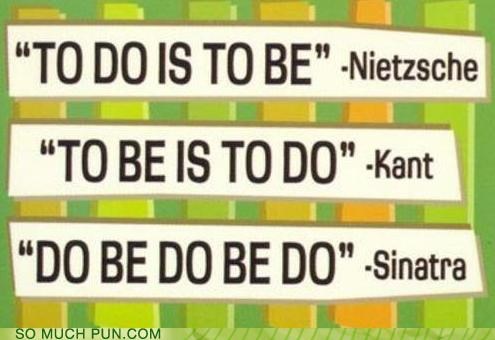 "TO DO IS TO BE" -Nietzsche
"TO BE IS TO DO" -Kant
"DO BE DO BE DO" -Sinatra
SO MUCH PUN.COM